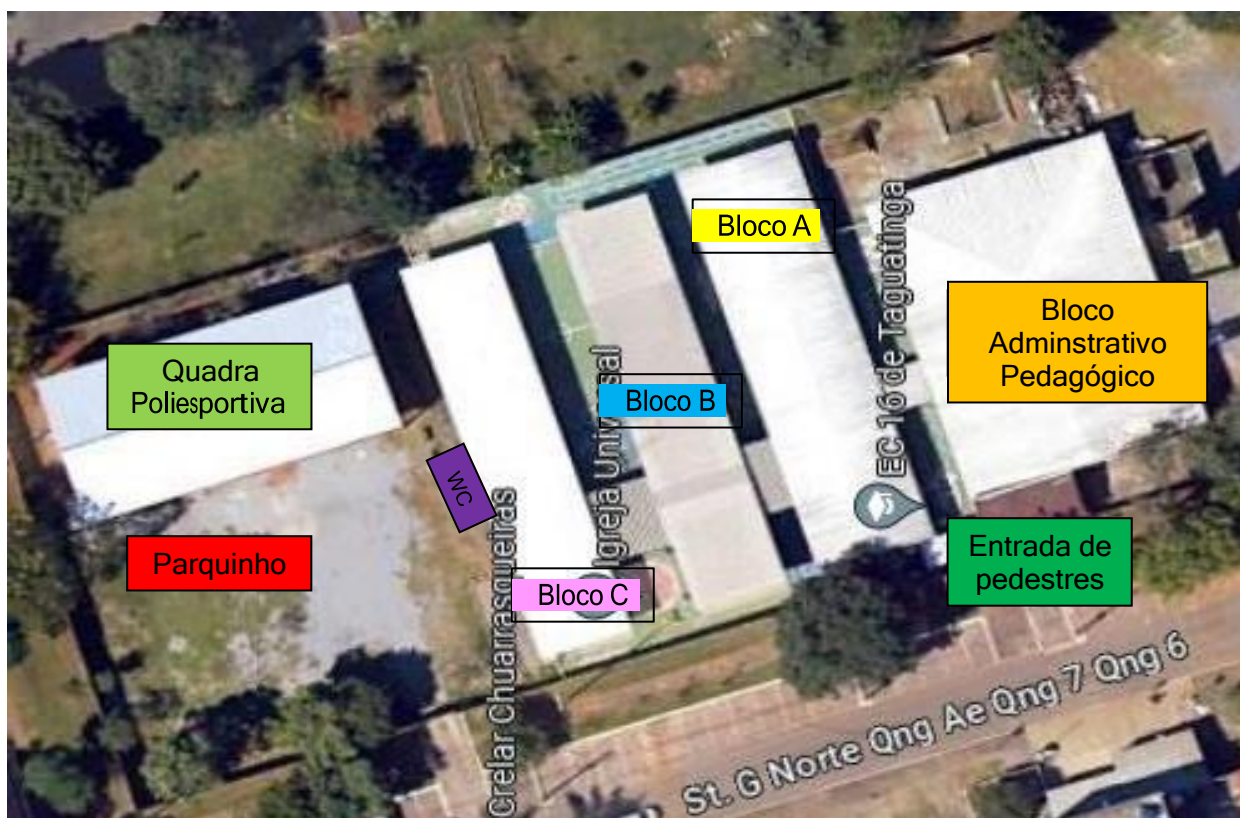 Bloco A
EC 16 de Taguatinga
Bloco
Adminstrativo
Pedagógico
Quadra
Poliesportiva
Bloco B
Igreja Universal
WC
Crelar Chuarrasqueiras
Parquinho
Entrada de
pedestres
Bloco C
St. G Norte Qng Ae Qng 7 Qng 6